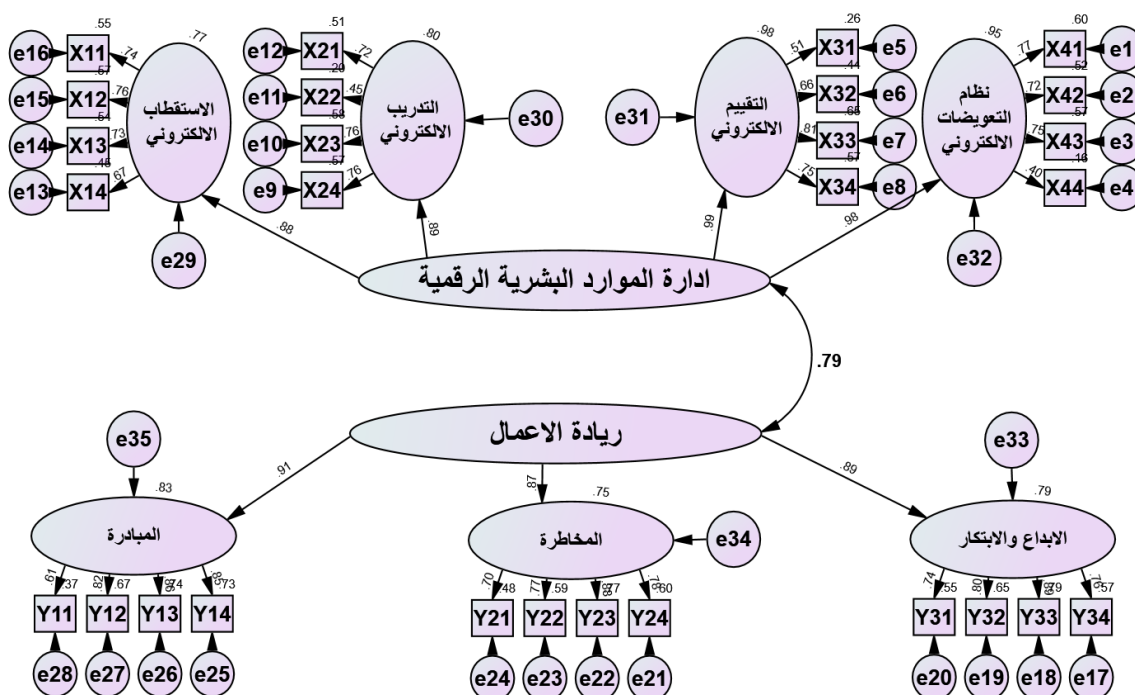 .55
.77
e16
X11
.74
.57
e15
X12
.76
.54
e14
X13
.73
.45
e13
X14
.67
الاستقطاب
الالكتروني
e29
.51
.80
e12
X21
.72
.20
e11
X22
.45
.58
e10
X23
.76
.57
e9
X24
.76
التدريب
الالكتروني
e30
.98
.26
e31
التقييم
الالكتروني
.51
X31
e5
.44
.66
X32
e6
.65
.81
X33
e7
.57
.75
X34
e8
.95
.60
نظام
التعويضات
الالكتروني
.77
X41
e1
.52
.72
X42
e2
.57
.75
X43
e3
.16
.40
X44
e4
e32
.88
.89
.99
.98
ادارة الموارد البشرية الرقمية
.79
ريادة الاعمال
.91
.87
.89
e35
.83
المبادرة
.61
.37
.82
.67
.74
.73
Y11
Y12
Y13
Y14
e28
e27
e26
e25
.75
المخاطرة
e34
.70
.48
.77
.59
.77
.60
Y21
Y22
Y23
Y24
e24
e23
e22
e21
e33
.79
الابداع والابتكار
.74
.55
.80
.65
.79
.76
.57
Y31
Y32
Y33
Y34
e20
e19
e18
e17